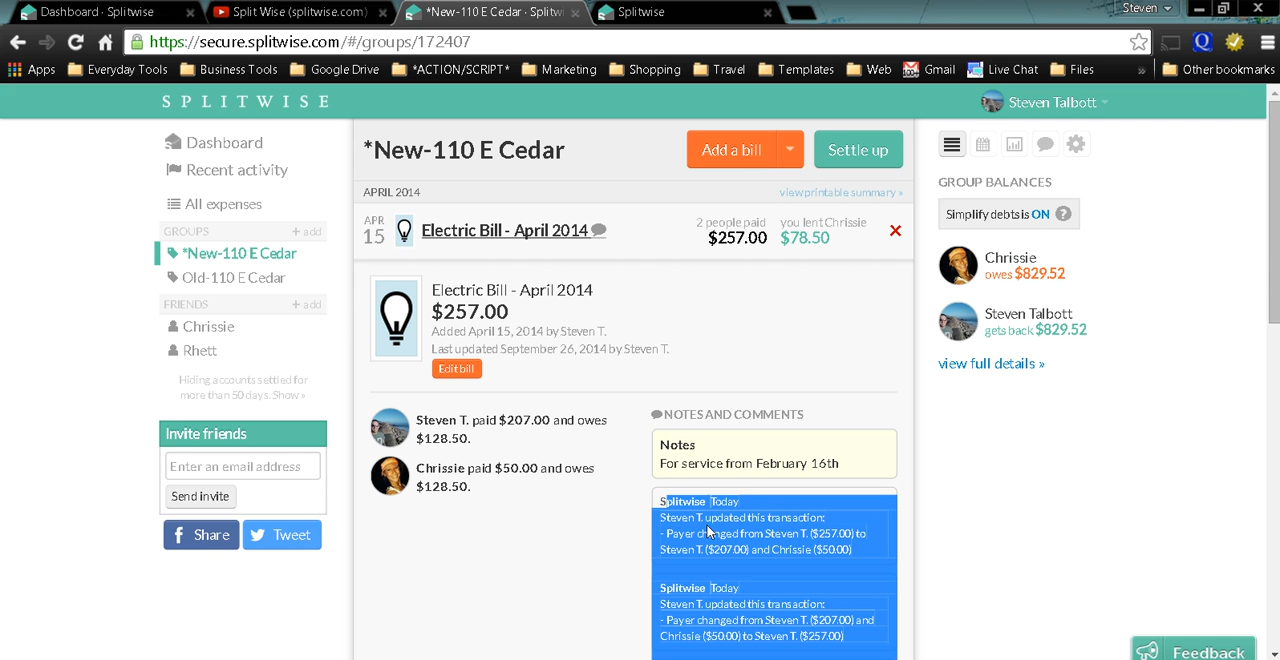 Dashboard · Splitwise
Split Wise (splitwise.com)
*New-110 E Cedar · Splitw
Splitwise
Steven
https://secure.splitwise.com/#/groups/172407
Apps
Everyday Tools
Business Tools
Google Drive
*ACTION/SCRIPT*
Marketing
Shopping
Travel
Templates
Web
Gmail
Live Chat
Files
»
Other bookmarks
SPLITWISE
Steven Talbott
Dashboard
Recent activity
All expenses
GROUPS + add
*New-110 E Cedar
Old-110 E Cedar
FRIENDS + add
Chrissie
Rhett
Hiding accounts settled for
more than 50 days. Show »
Invite friends
Enter an email address
Send invite
Share
Tweet
*New-110 E Cedar
Add a bill
Settle up
APRIL 2014
view printable summary »
APR
15
Electric Bill - April 2014
2 people paid
$257.00
you lent Chrissie
$78.50
Electric Bill - April 2014
$257.00
Added April 15, 2014 by Steven T.
Last updated September 26, 2014 by Steven T.
Edit bill
Steven T. paid $207.00 and owes
$128.50.
Chrissie paid $50.00 and owes
$128.50.
NOTES AND COMMENTS
Notes
For service from February 16th
Splitwise Today
Steven T. updated this transaction:
- Payer changed from Steven T. ($257.00) to
Steven T. ($207.00) and Chrissie ($50.00)
Splitwise Today
Steven T. updated this transaction:
- Payer changed from Steven T. ($207.00) and
Chrissie ($50.00) to Steven T. ($257.00)
GROUP BALANCES
Simplify debts is ON ?
Chrissie
owes $829.52
Steven Talbott
gets back $829.52
view full details »
Feedback